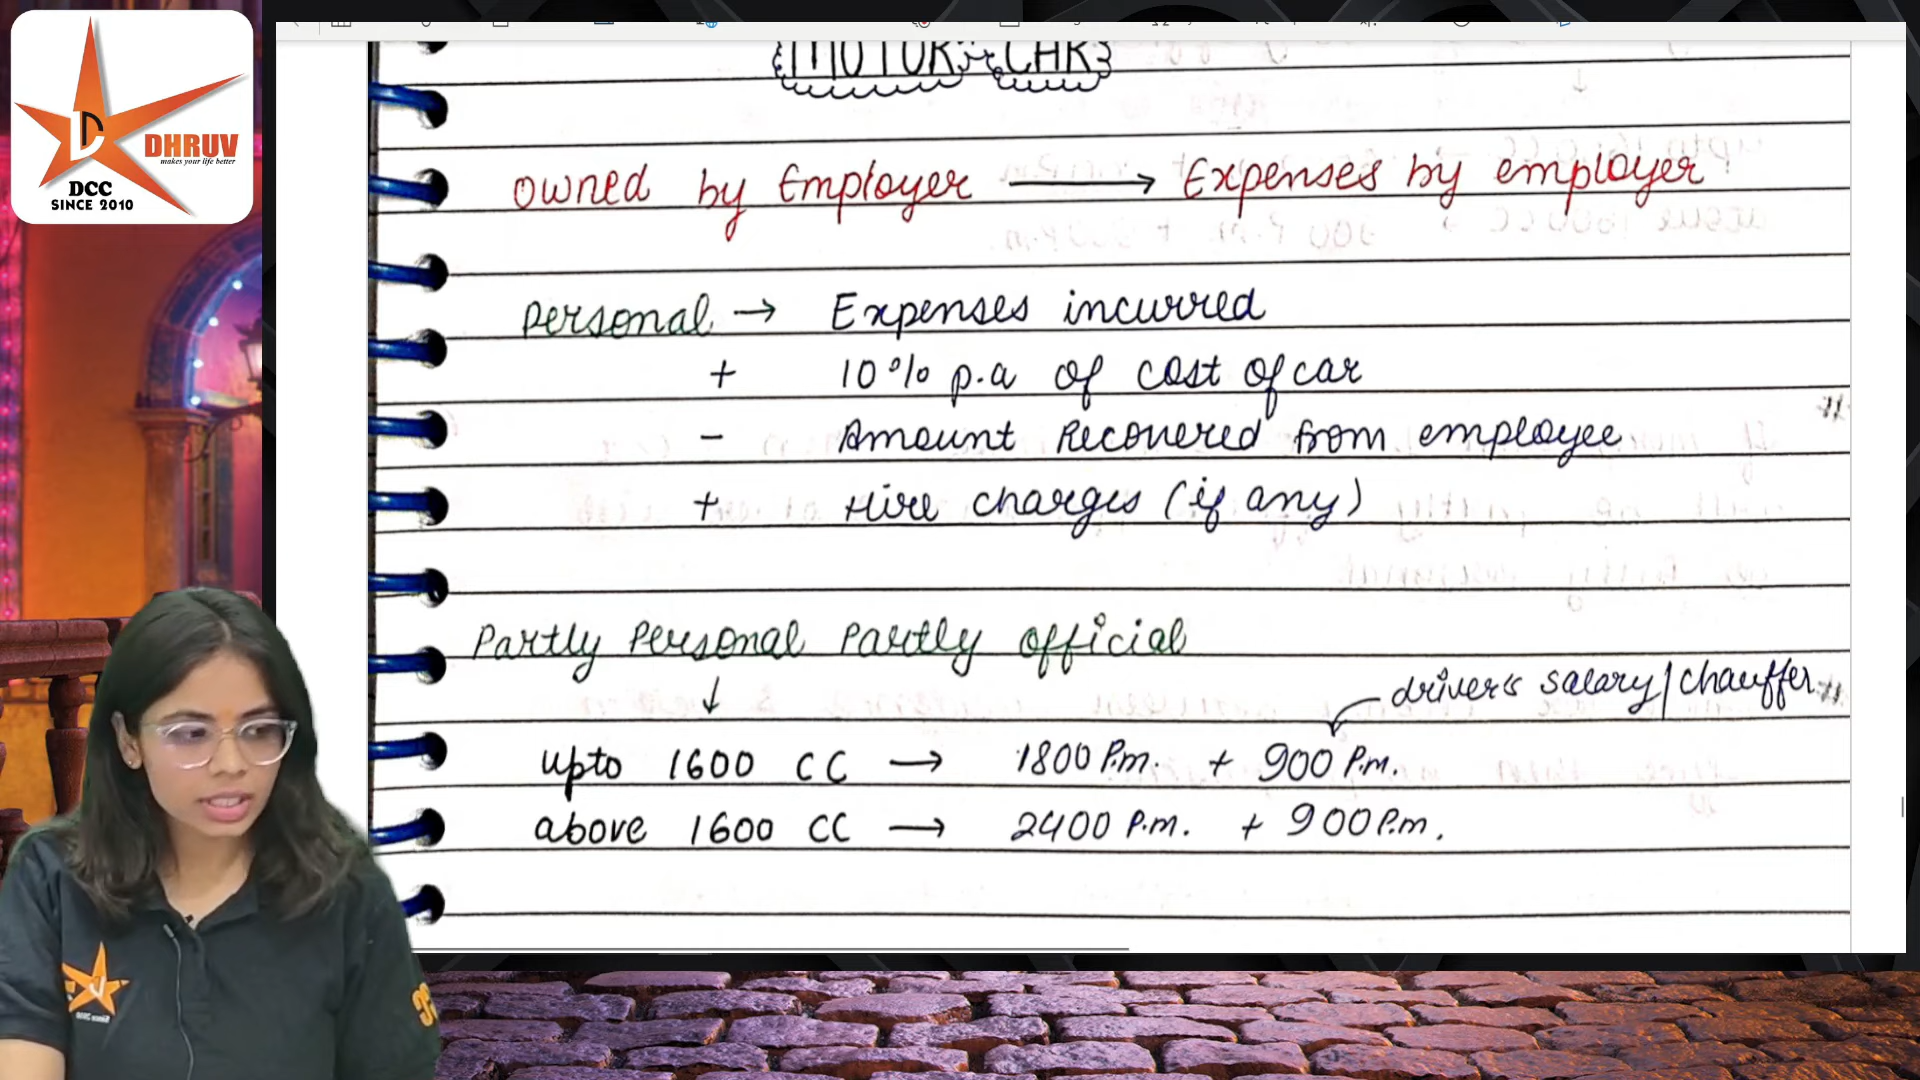 MOTOR CAR
DHRUV
makes your life better
DCC
SINCE 2010
Owned by Employer → Expenses by employer
Personal → Expenses incurred
+ 10% p.a of cost of car
- Amount Recovered from employee
+ Hire charges (if any)
Partly Personal Partly official
↓
driver's salary/chauffer
upto 1600 CC → 1800 P.m. + 900 P.m.
above 1600 CC → 2400 P.m. + 900 P.m.